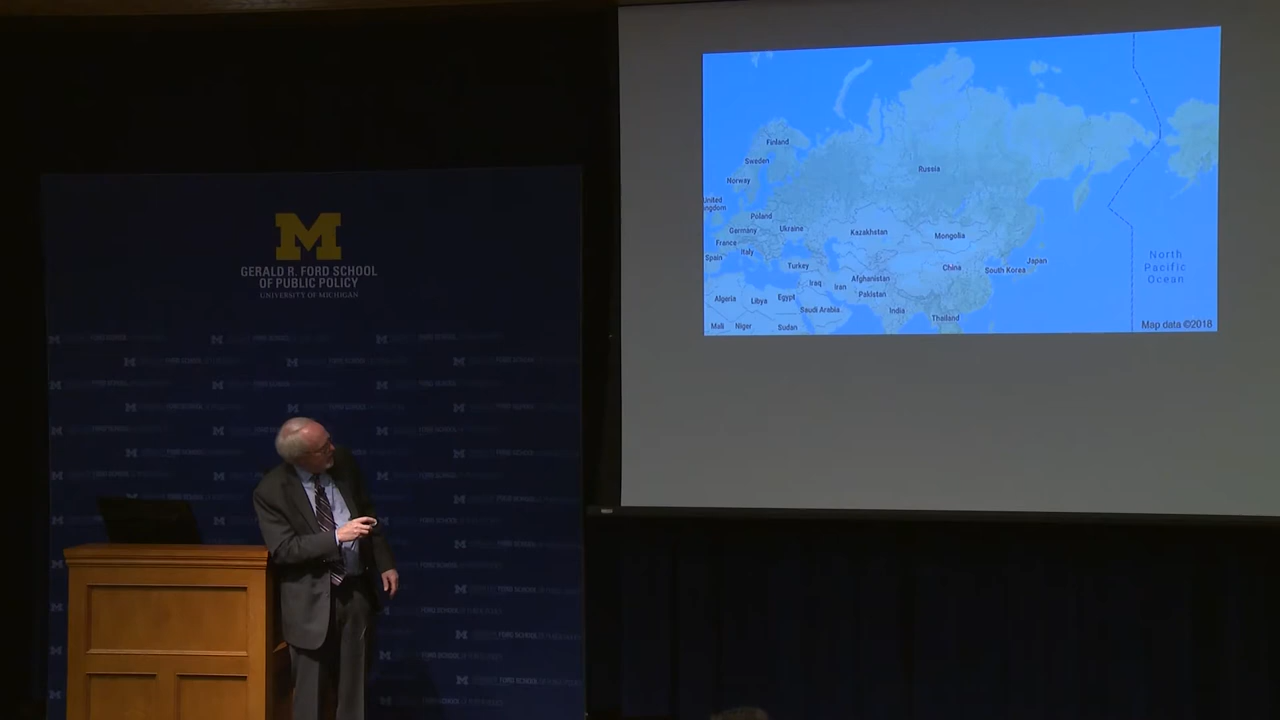 M
GERALD R. FORD SCHOOL
OF PUBLIC POLICY
UNIVERSITY OF MICHIGAN
Finland
Sweden
Norway
Russia
United
Poland
Germany
Ukraine
Kazakhstan
Mongolia
France
Italy
Spain
Turkey
Afghanistan
China
South Korea
Japan
North
Pacific
Ocean
Iraq
Iran
Pakistan
Algeria
Libya
Egypt
Saudi Arabia
India
Thailand
Mali
Niger
Sudan
Map data ©2018